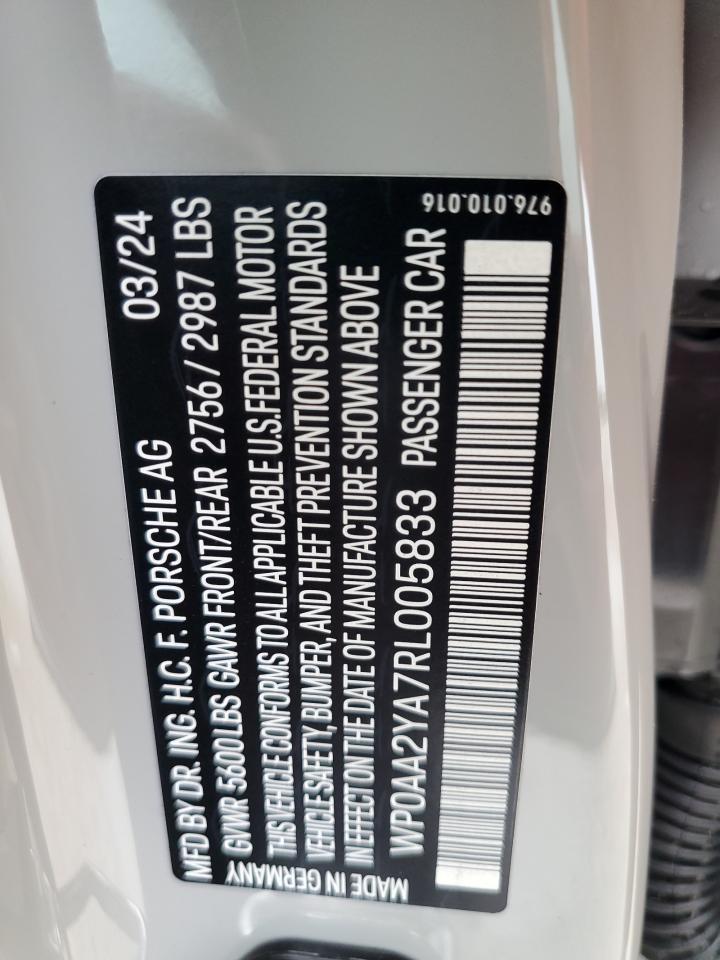 MFD BY DR. ING. H.C. F. PORSCHE AG 03/24
GVWR 5600LBS GAWR FRONT/REAR 2756 / 2987 LBS
THIS VEHICLE CONFORMS TO ALL APPLICABLE U.S. FEDERAL MOTOR
VEHICLE SAFETY, BUMPER, AND THEFT PREVENTION STANDARDS
IN EFFECT ON THE DATE OF MANUFACTURE SHOWN ABOVE
WP0AA2YA7RL005833 PASSENGER CAR
MADE IN GERMANY
976.010.016